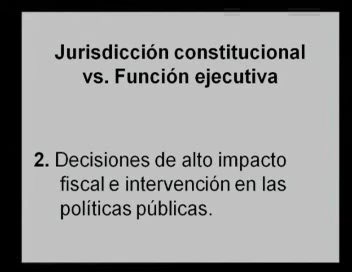 Jurisdicción constitucional
vs. Función ejecutiva
2. Decisiones de alto impacto
fiscal e intervención en las
políticas públicas.